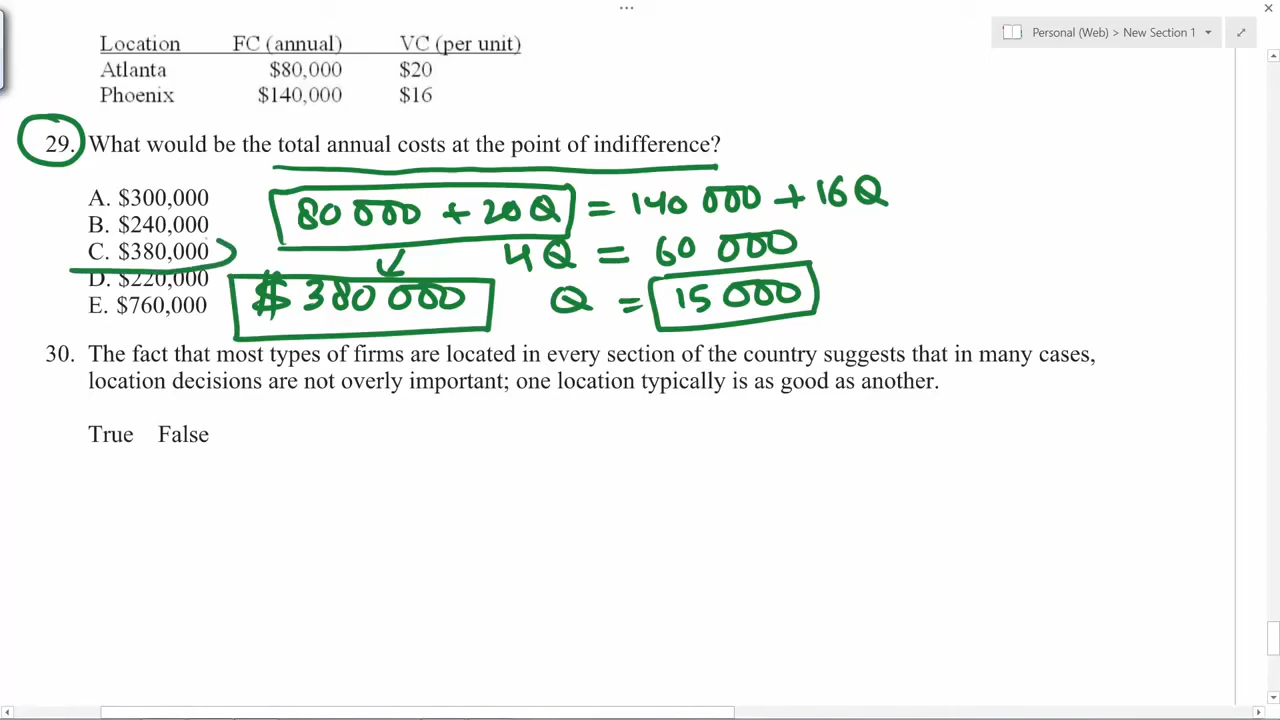 ...
Personal (Web) > New Section 1
Location FC (annual) VC (per unit)
Atlanta $80,000 $20
Phoenix $140,000 $16
29. What would be the total annual costs at the point of indifference?
A. $300,000
B. $240,000
C. $380,000
D. $220,000
E. $760,000
80 000 + 20 Q = 140 000 + 16 Q
4 Q = 60 000
$ 380 000
Q = 15 000
30. The fact that most types of firms are located in every section of the country suggests that in many cases,
location decisions are not overly important; one location typically is as good as another.
True False